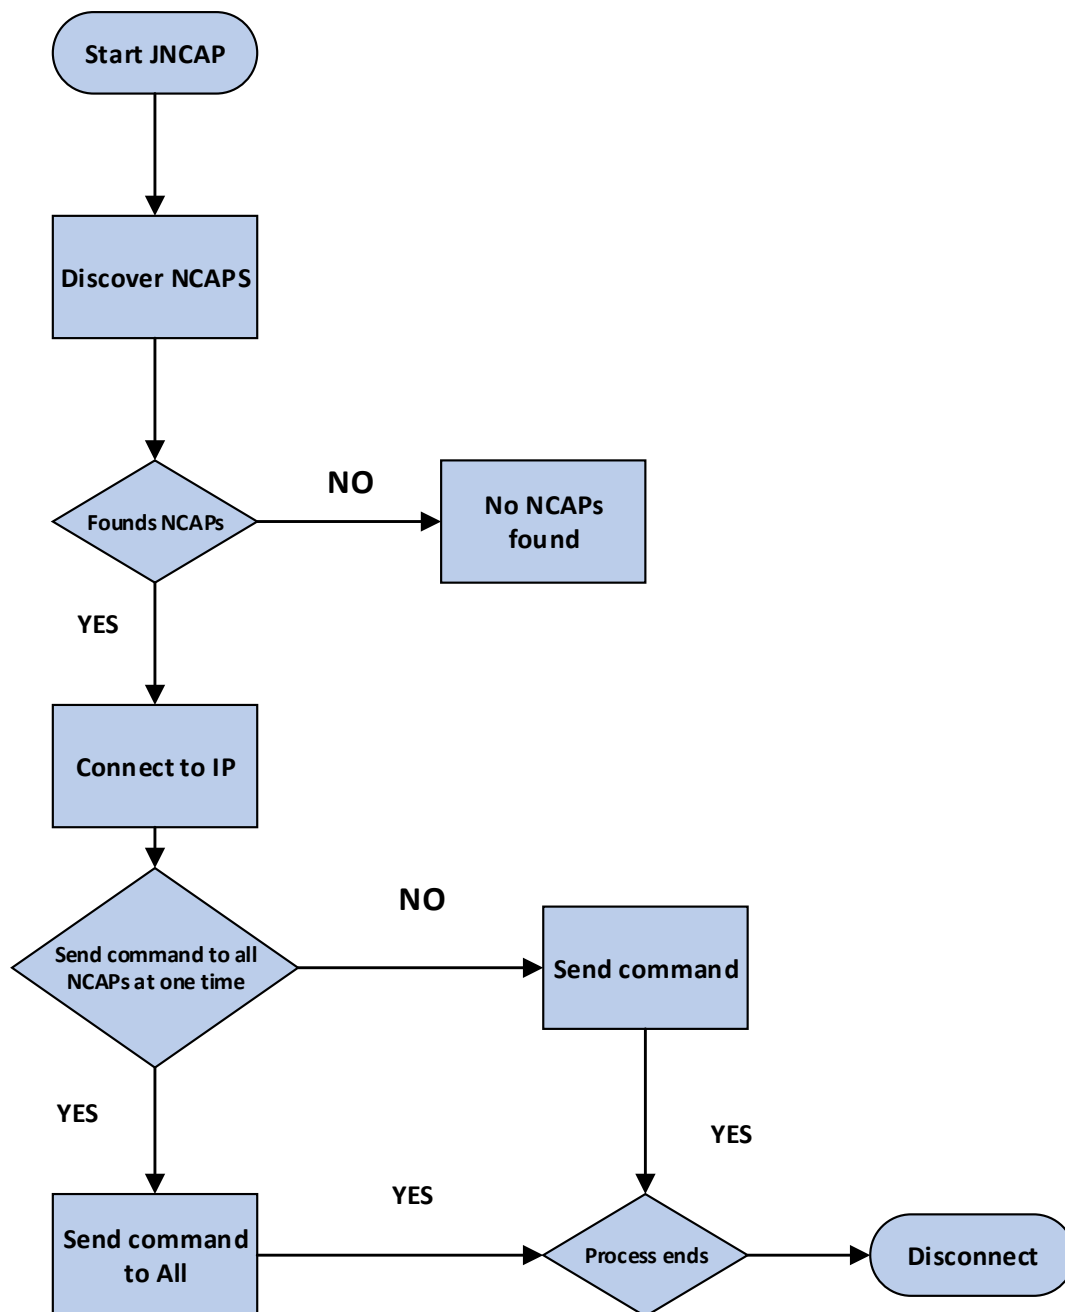 Start JNCAP
Discover NCAPS
Founds NCAPs
NO
No NCAPs
found
YES
Connect to IP
Send command to all
NCAPs at one time
NO
Send command
YES
YES
Send command
to All
YES
Process ends
Disconnect